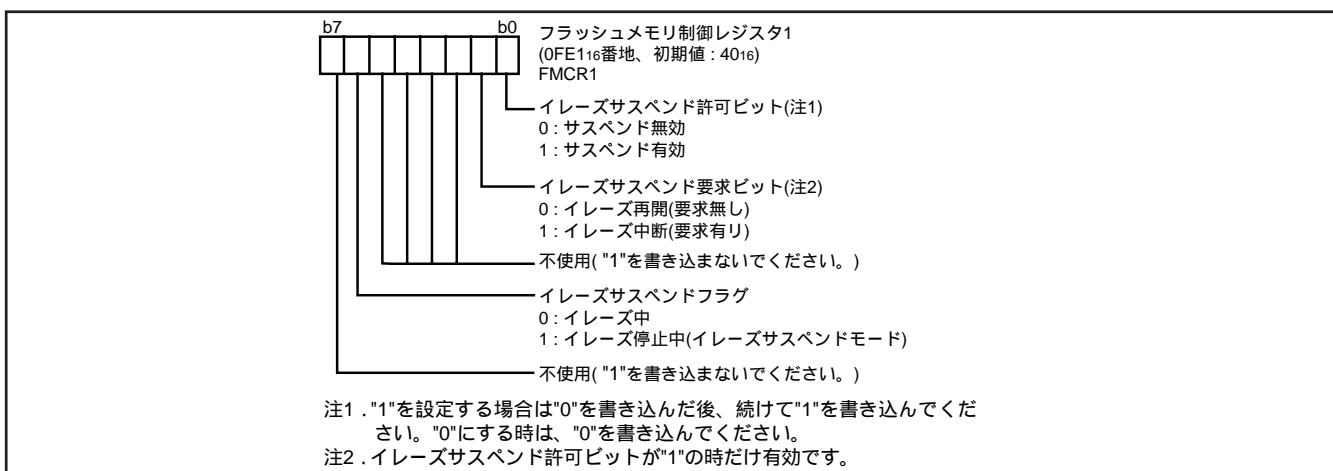 b7 b0
フラッシュメモリ制御レジスタ1
(0FE116番地、初期値 : 4016)
FMCR1
イレーズサスペンド許可ビット(注1)
0 : サスペンド無効
1 : サスペンド有効
イレーズサスペンド要求ビット(注2)
0 : イレーズ再開(要求無し)
1 : イレーズ中断(要求有リ)
不使用( "1"を書き込まないでください。)
イレーズサスペンドフラグ
0 : イレーズ中
1 : イレーズ停止中(イレーズサスペンドモード)
不使用( "1"を書き込まないでください。)
注1 . "1"を設定する場合は"0"を書き込んだ後、続けて"1"を書き込んでくだ
さい。"0"にする時は、"0"を書き込んでください。
注2 . イレーズサスペンド許可ビットが"1"の時だけ有効です。